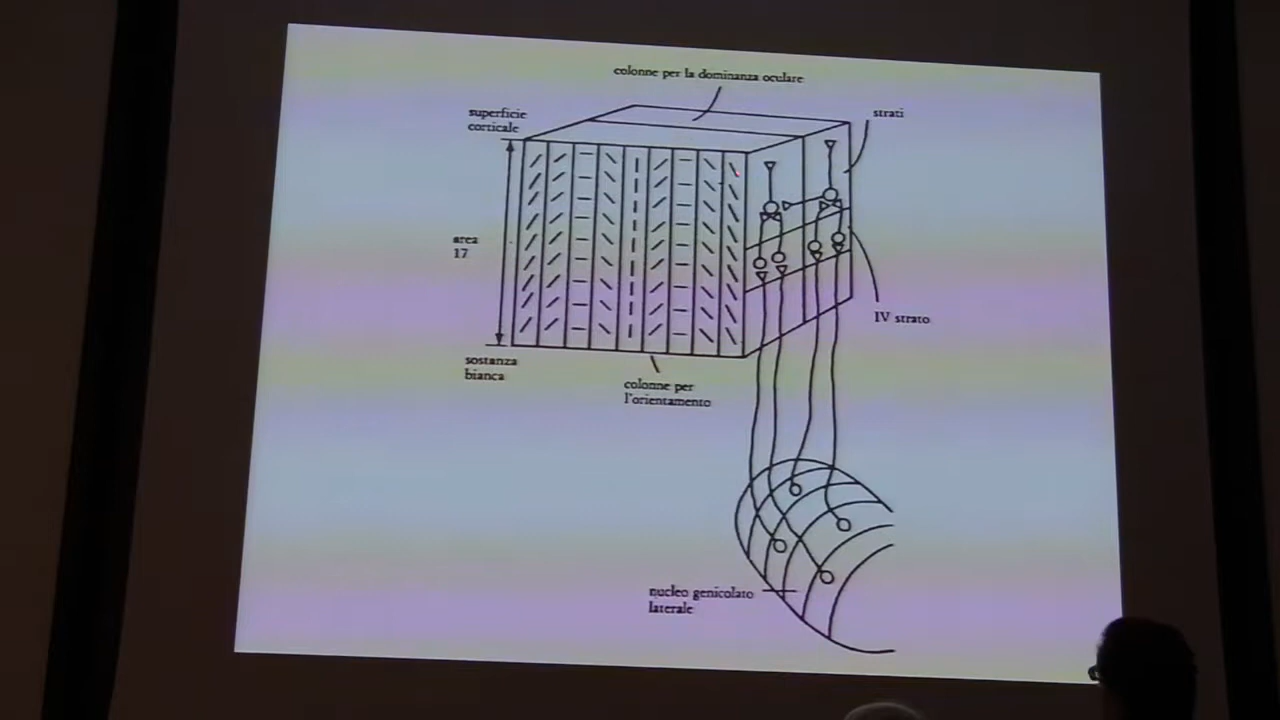 colonne per la dominanza oculare
superficie
corticale
strati
area
17
IV strato
sostanza
bianca
colonne per
l'orientamento
nucleo genicolato
laterale